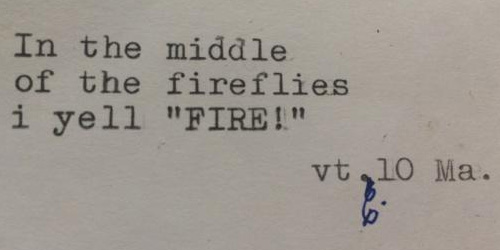 In the middle
of the fireflies
i yell "FIRE!"
vt.10 Ma.